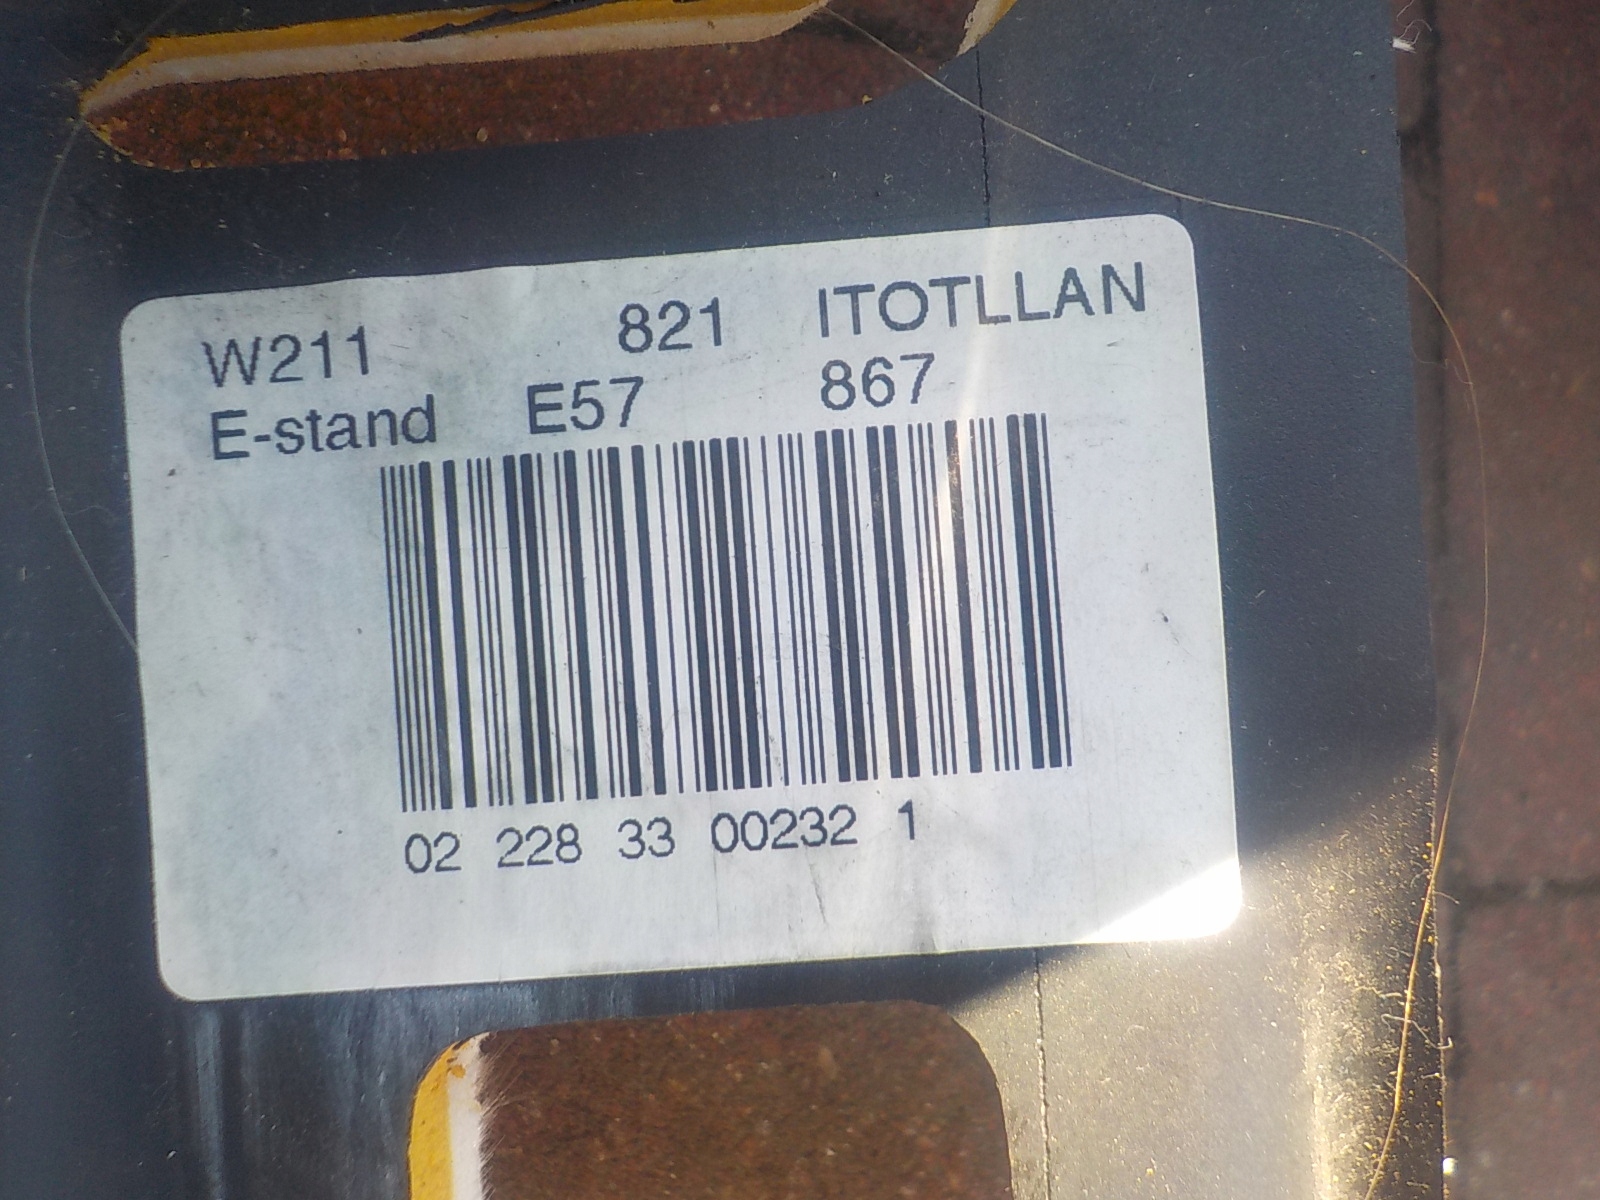 W211 821 ITOTLLAN
E-stand E57 867
02 228 33 00232 1